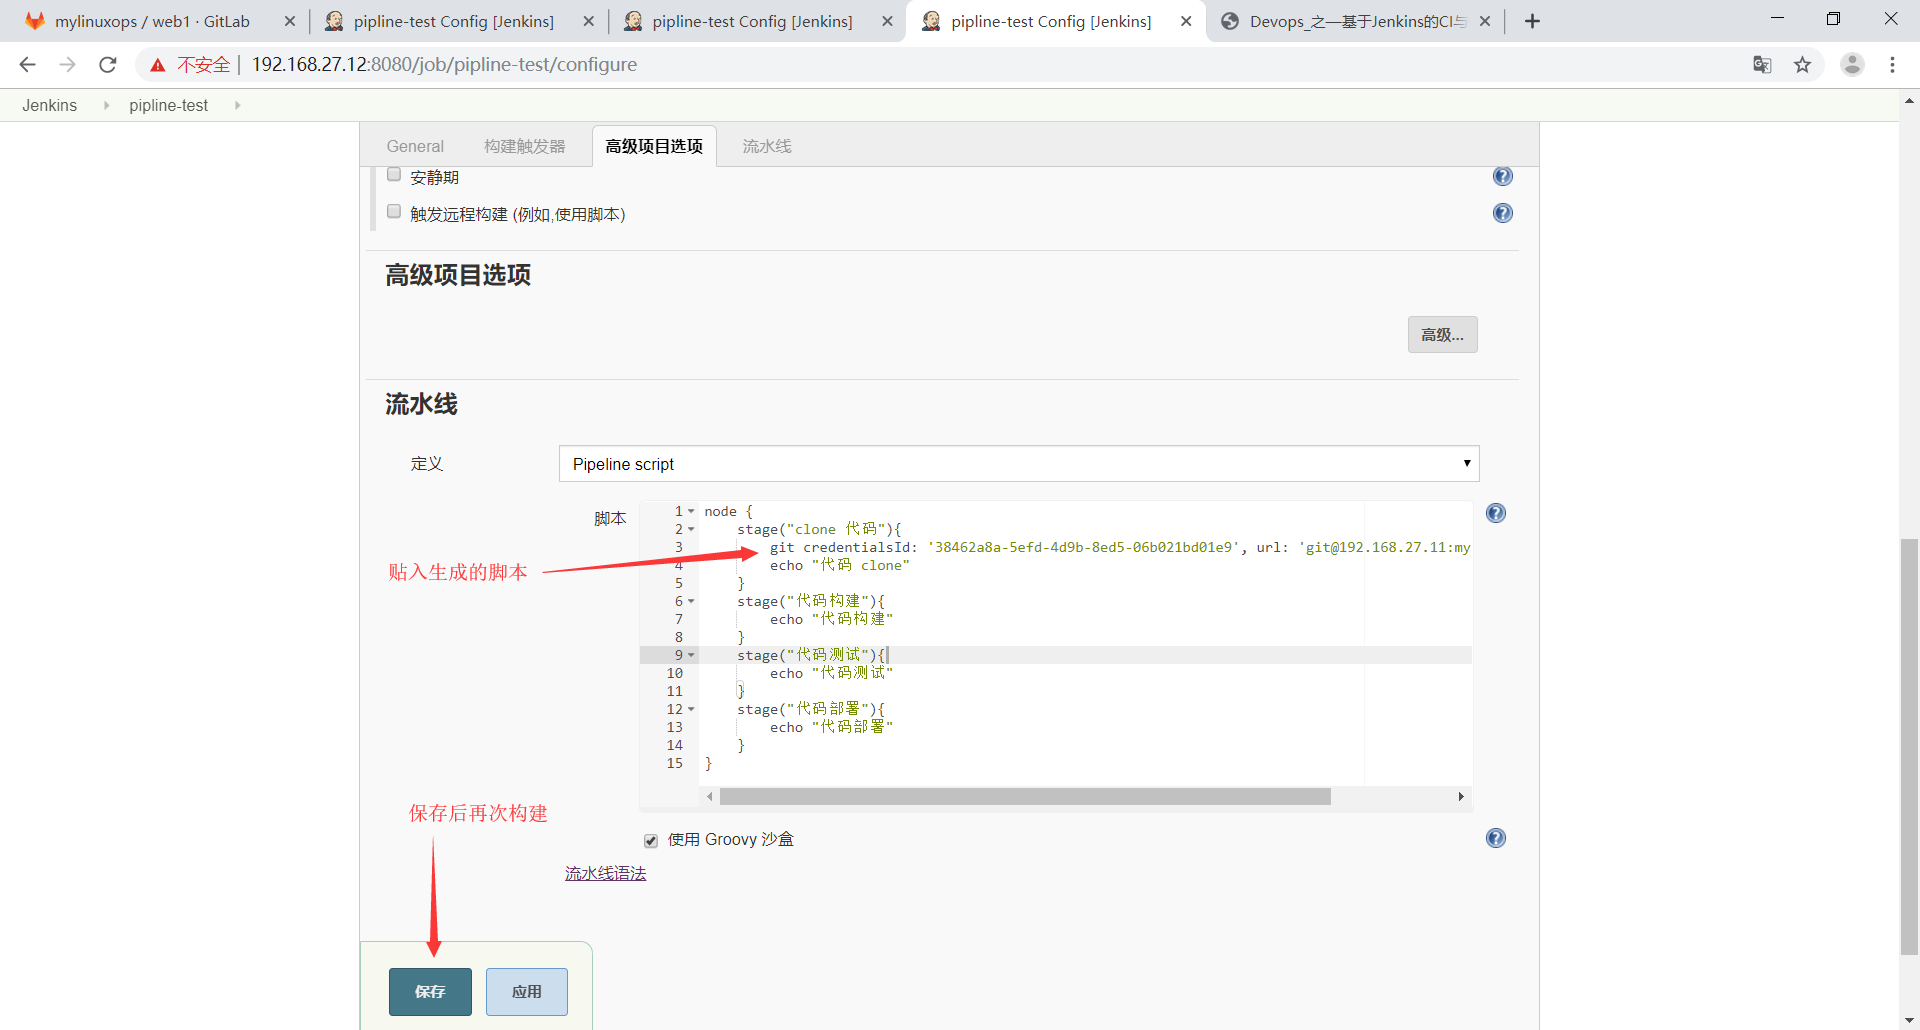 mylinuxops / web1 · GitLab
pipline-test Config [Jenkins]
pipline-test Config [Jenkins]
pipline-test Config [Jenkins]
Devops_之—基于Jenkins的CI与
不安全 | 192.168.27.12:8080/job/pipline-test/configure
Jenkins pipline-test
General 构建触发器 高级项目选项 流水线
安静期
触发远程构建 (例如,使用脚本)
高级项目选项
高级...
流水线
定义 Pipeline script
脚本
1 node {
2 stage("clone 代码"){
3 git credentialsId: '38462a8a-5efd-4d9b-8ed5-06b021bd01e9', url: 'git@192.168.27.11:my
4 echo "代码 clone"
5 }
6 stage("代码构建"){
7 echo "代码构建"
8 }
9 stage("代码测试"){
10 echo "代码测试"
11 }
12 stage("代码部署"){
13 echo "代码部署"
14 }
15 }
贴入生成的脚本
保存后再次构建
使用 Groovy 沙盒
流水线语法
保存 应用